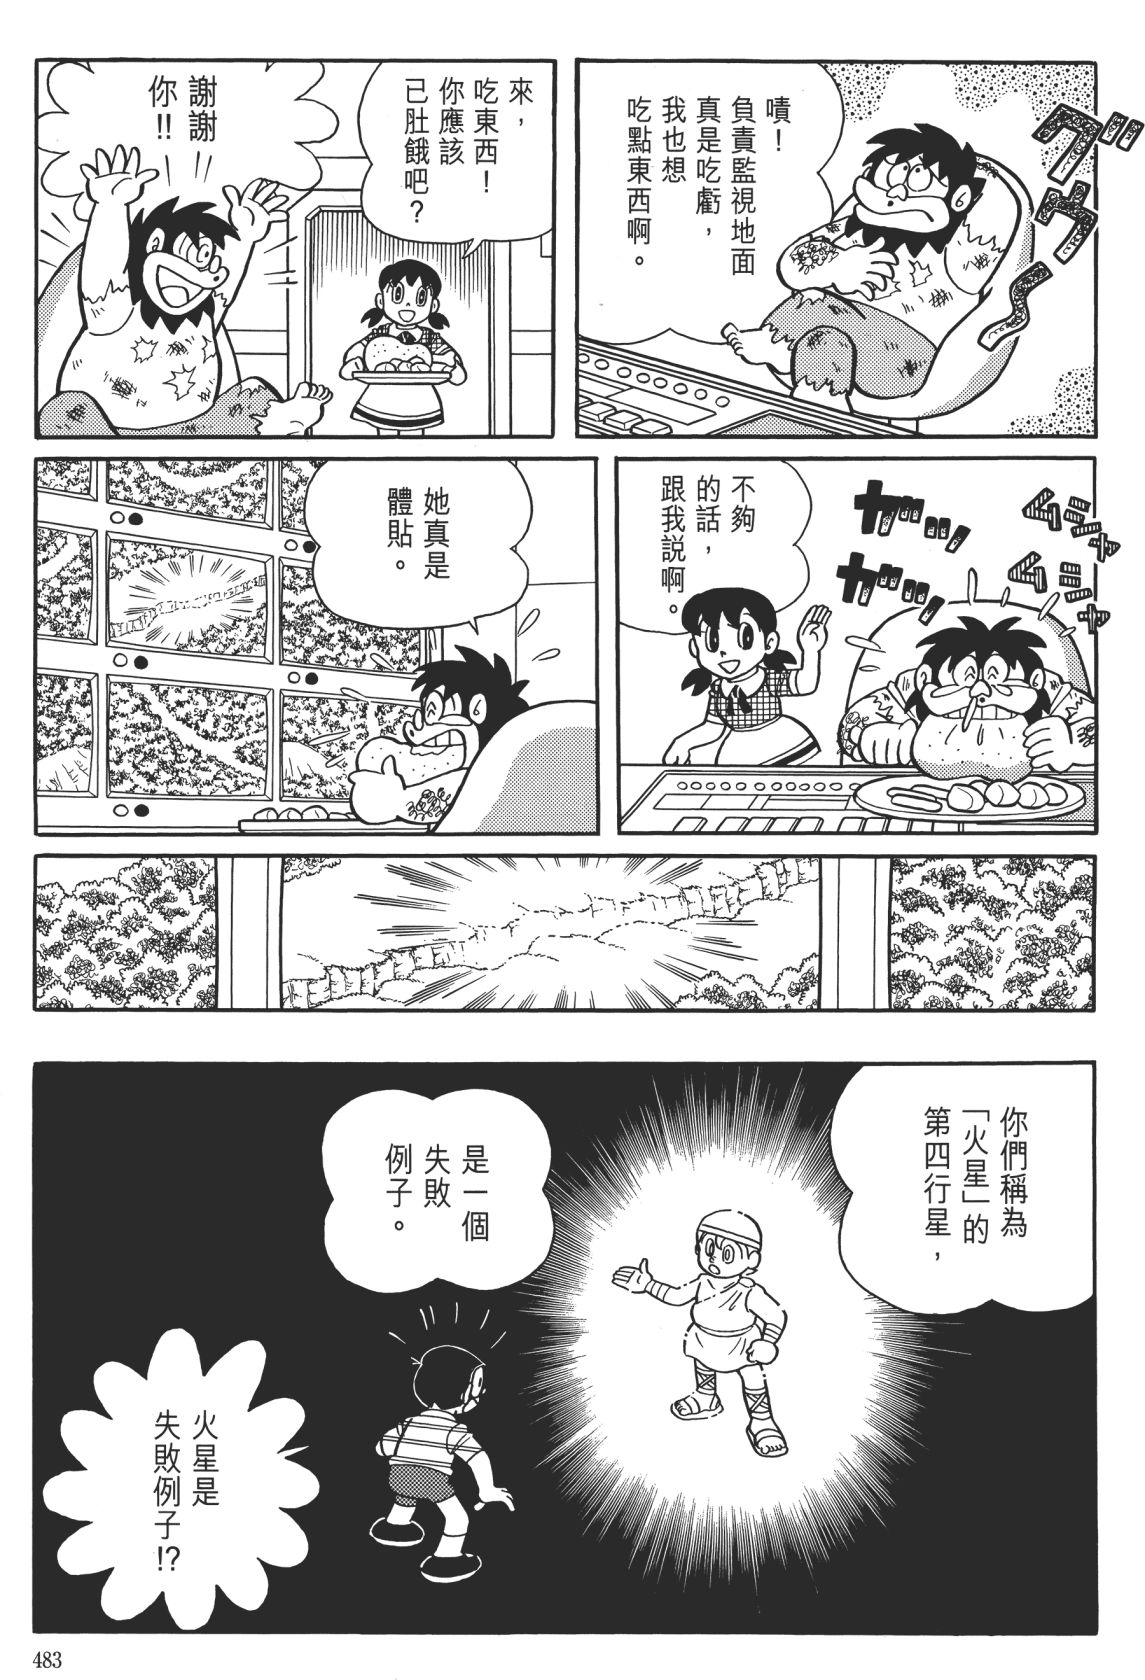 嘖！
負責監視地面
真是吃虧，
我也想
吃點東西啊。
グウ〜
來，
吃東西！
你應該
已肚餓吧？
謝謝
你!!
不夠
的話，
跟我說啊。
ムシャ
ムシャ
ガツッ
ガツッ
她真是
體貼。
你們稱為
「火星」的
第四行星，
是一個
失敗
例子。
火星是
失敗例子!?
483